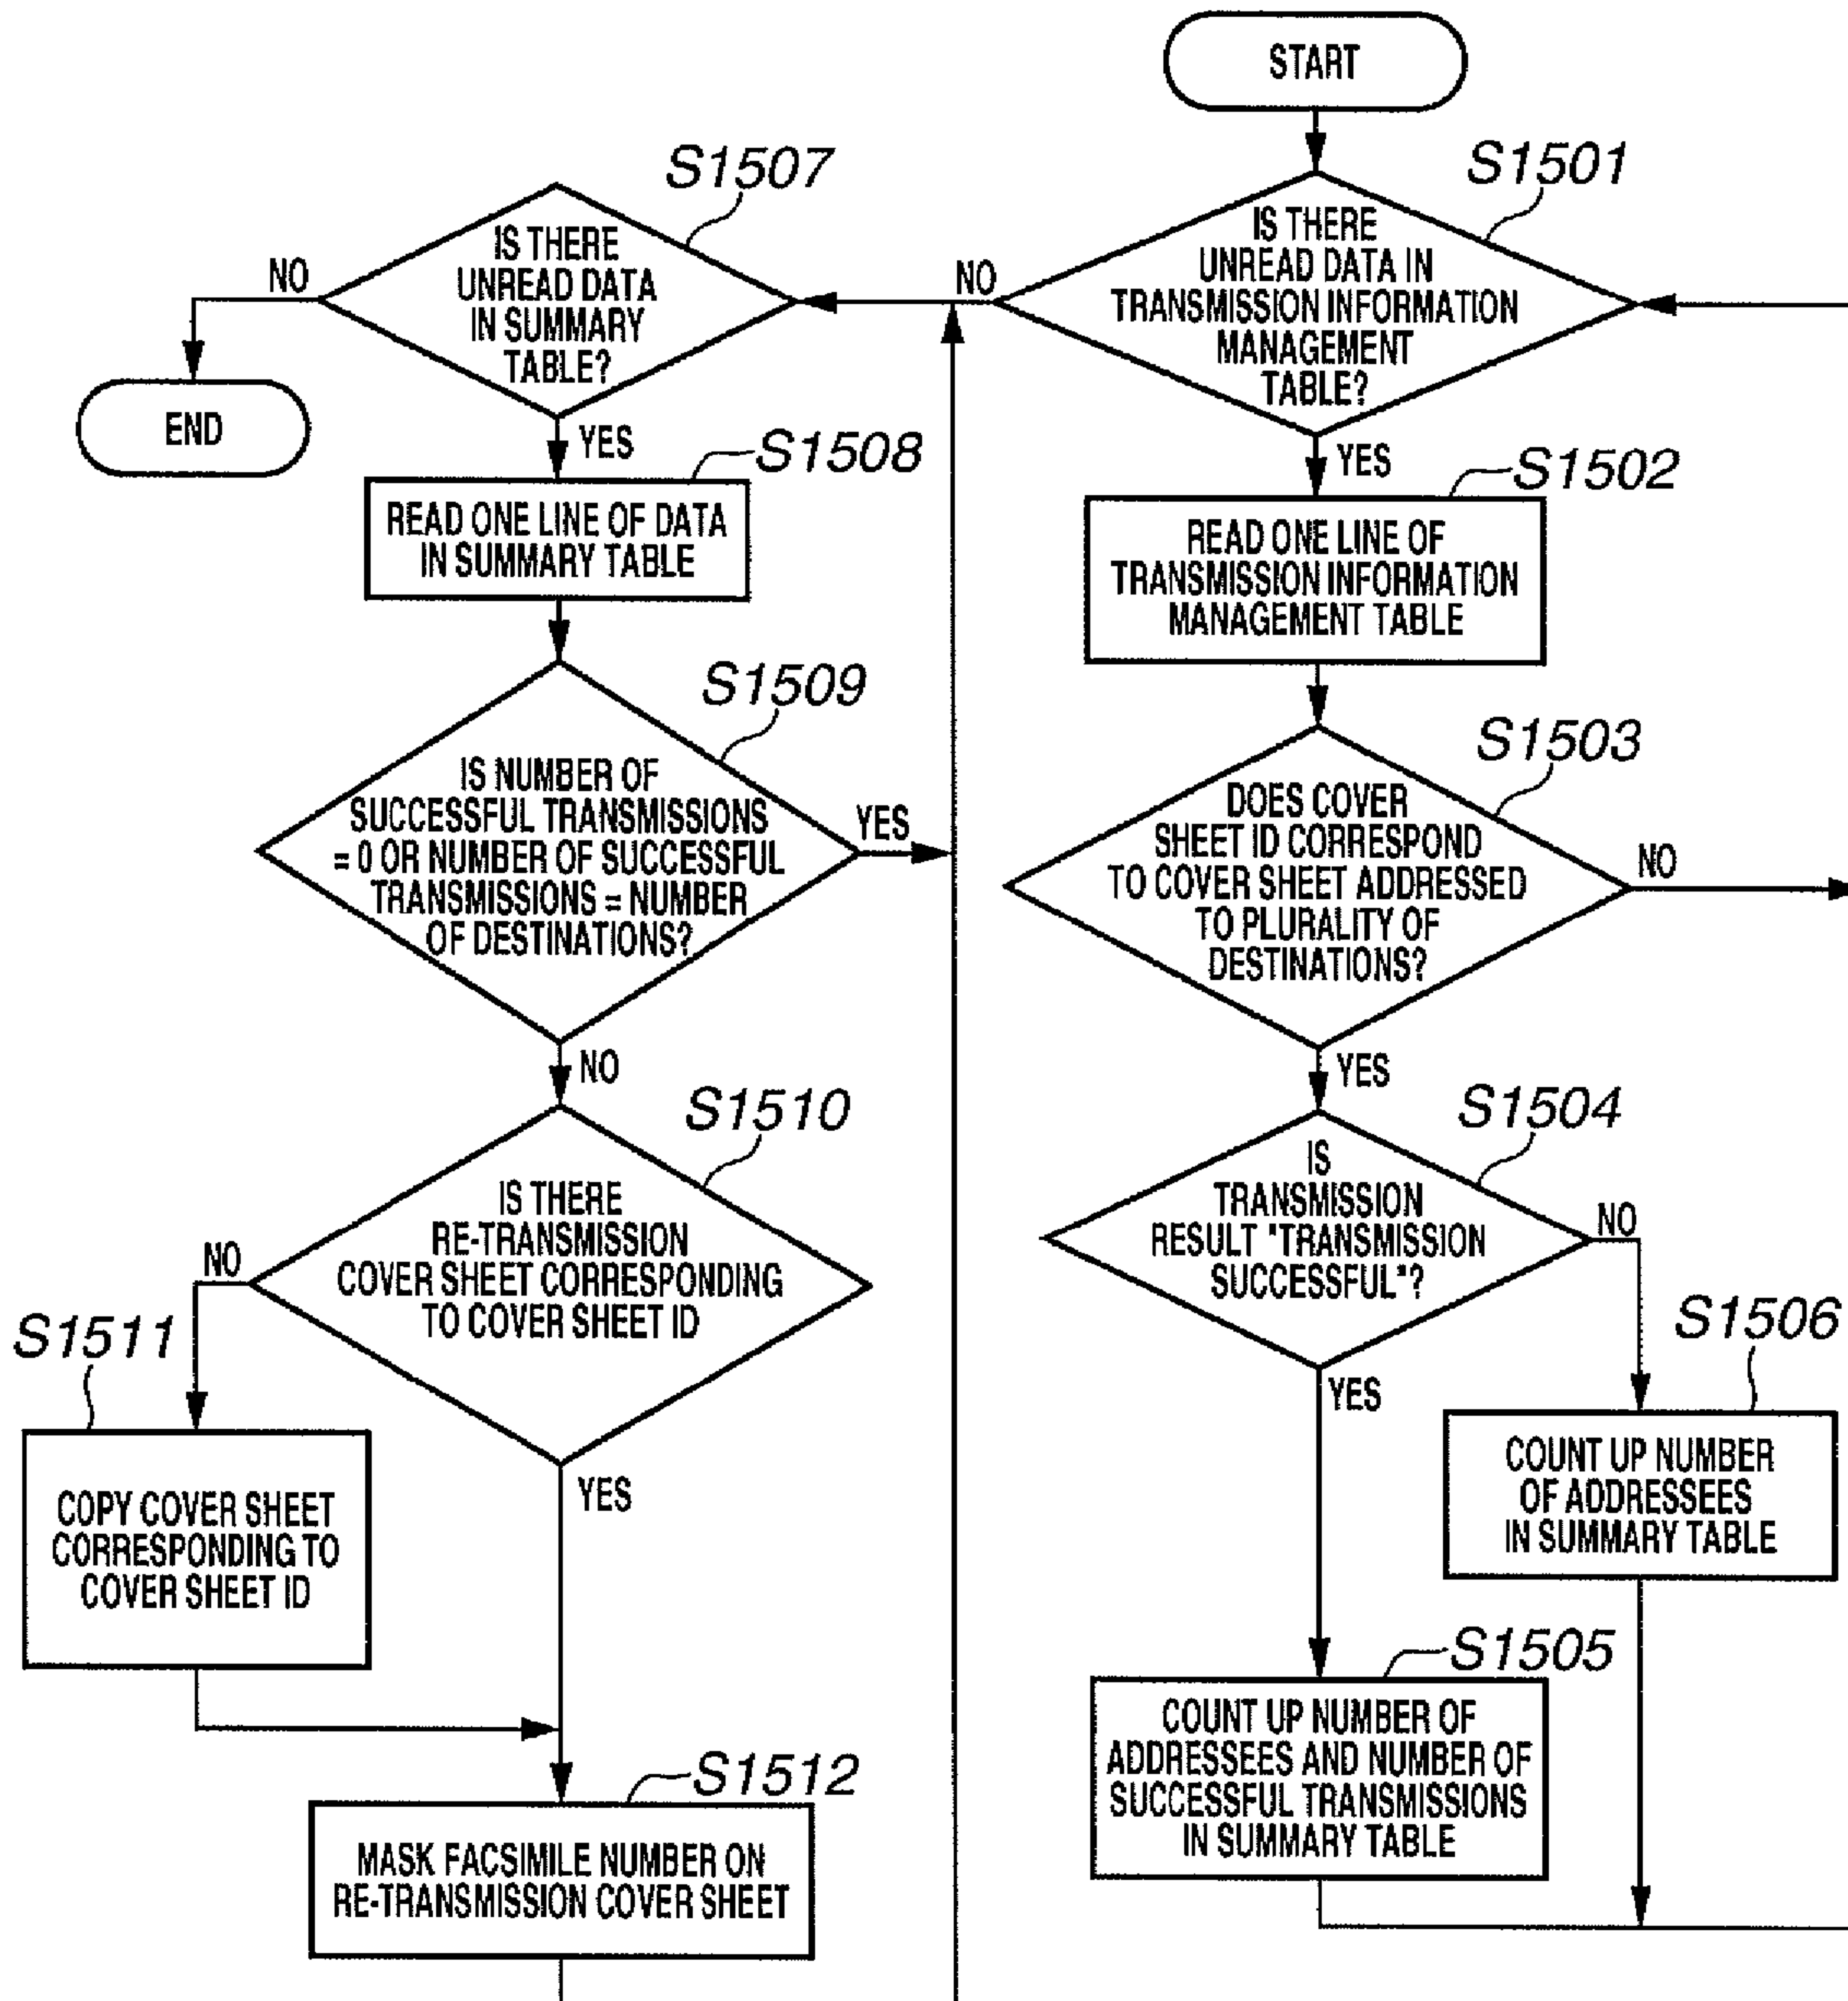 START
S1501
IS THERE
UNREAD DATA IN
TRANSMISSION INFORMATION
MANAGEMENT
TABLE?
NO
YES
S1502
READ ONE LINE OF
TRANSMISSION INFORMATION
MANAGEMENT TABLE
S1503
DOES COVER
SHEET ID CORRESPOND
TO COVER SHEET ADDRESSED
TO PLURALITY OF
DESTINATIONS?
NO
YES
S1504
IS
TRANSMISSION
RESULT "TRANSMISSION
SUCCESSFUL"?
NO
YES
S1506
COUNT UP NUMBER
OF ADDRESSEES
IN SUMMARY TABLE
S1505
COUNT UP NUMBER OF
ADDRESSEES AND NUMBER OF
SUCCESSFUL TRANSMISSIONS
IN SUMMARY TABLE
S1507
IS THERE
UNREAD DATA
IN SUMMARY
TABLE?
NO
END
YES
S1508
READ ONE LINE OF DATA
IN SUMMARY TABLE
S1509
IS NUMBER OF
SUCCESSFUL TRANSMISSIONS
= 0 OR NUMBER OF SUCCESSFUL
TRANSMISSIONS = NUMBER
OF DESTINATIONS?
YES
NO
S1510
IS THERE
RE-TRANSMISSION
COVER SHEET CORRESPONDING
TO COVER SHEET ID
NO
YES
S1511
COPY COVER SHEET
CORRESPONDING TO
COVER SHEET ID
S1512
MASK FACSIMILE NUMBER ON
RE-TRANSMISSION COVER SHEET